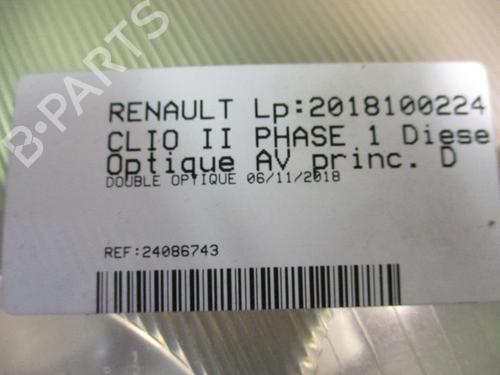 B-PARTS
RENAULT Lp:2018100224
CLIO II PHASE 1 Diese
Optique AV princ. D
DOUBLE OPTIQUE 06/11/2018
REF:24086743